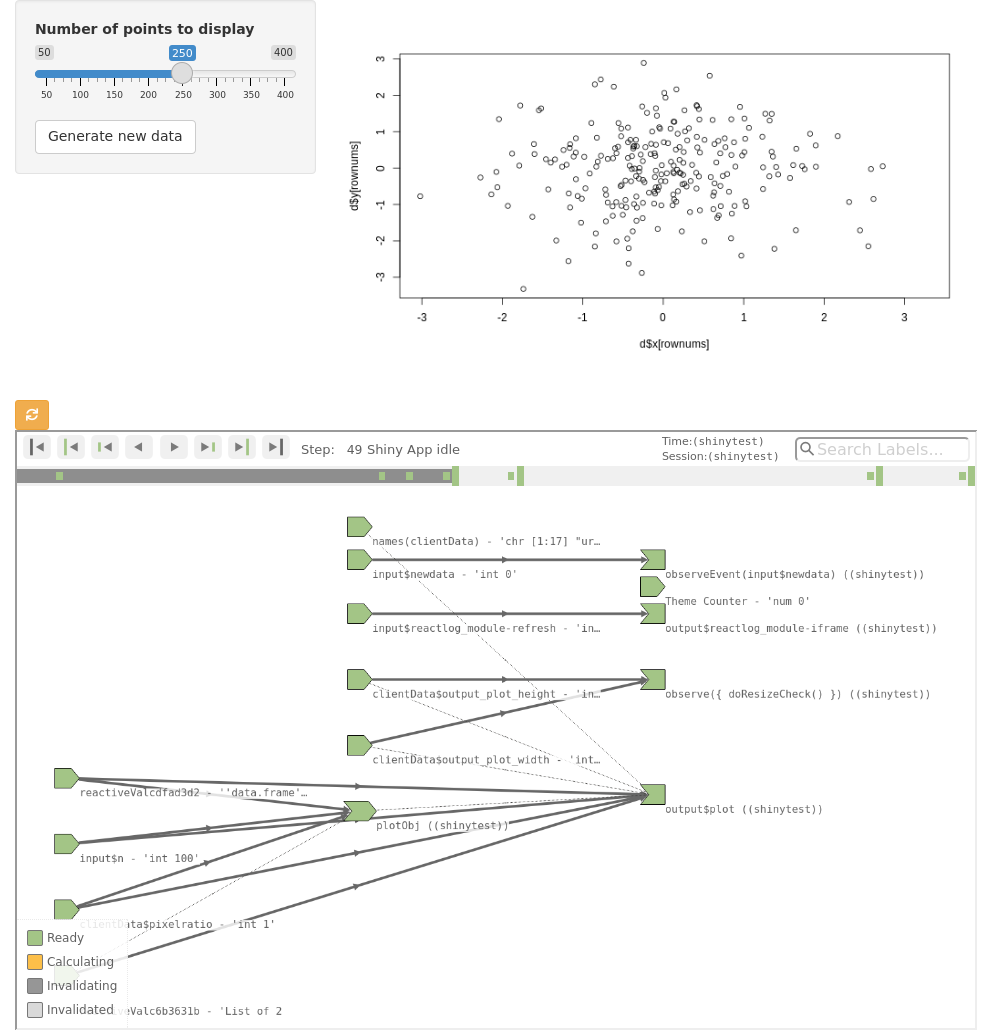 Number of points to display
50 250 400
50 100 150 200 250 300 350 400
Generate new data
3
2
1
0
-1
-2
-3
d$y[rownums]
-3 -2 -1 0 1 2 3
d$x[rownums]
Step: 49 Shiny App idle
Time:(shinytest)
Session:(shinytest)
Search Labels...
names(clientData) - 'chr [1:17] "ur…
input$newdata - 'int 0'
observeEvent(input$newdata) ((shinytest))
Theme Counter - 'num 0'
input$reactlog_module-refresh - 'in…
output$reactlog_module-iframe ((shinytest))
clientData$output_plot_height - 'in…
observe({ doResizeCheck() }) ((shinytest))
clientData$output_plot_width - 'int…
reactiveValcdfad3d2 - ''data.frame'…
output$plot ((shinytest))
plotObj ((shinytest))
input$n - 'int 100'
clientData$pixelratio - 'int 1'
Ready
Calculating
Invalidating
Invalidated
veValc6b3631b - 'List of 2